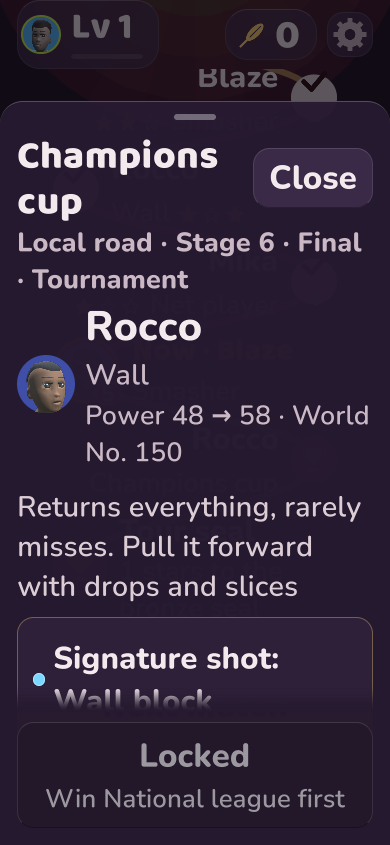 Lv 1
0
Blaze
Champions
cup
Close
Local road · Stage 6 · Final
· Tournament
Rocco
Wall
Power 48 → 58 · World
No. 150
Returns everything, rarely
misses. Pull it forward
with drops and slices
Signature shot:
Wall block
Locked
Win National league first